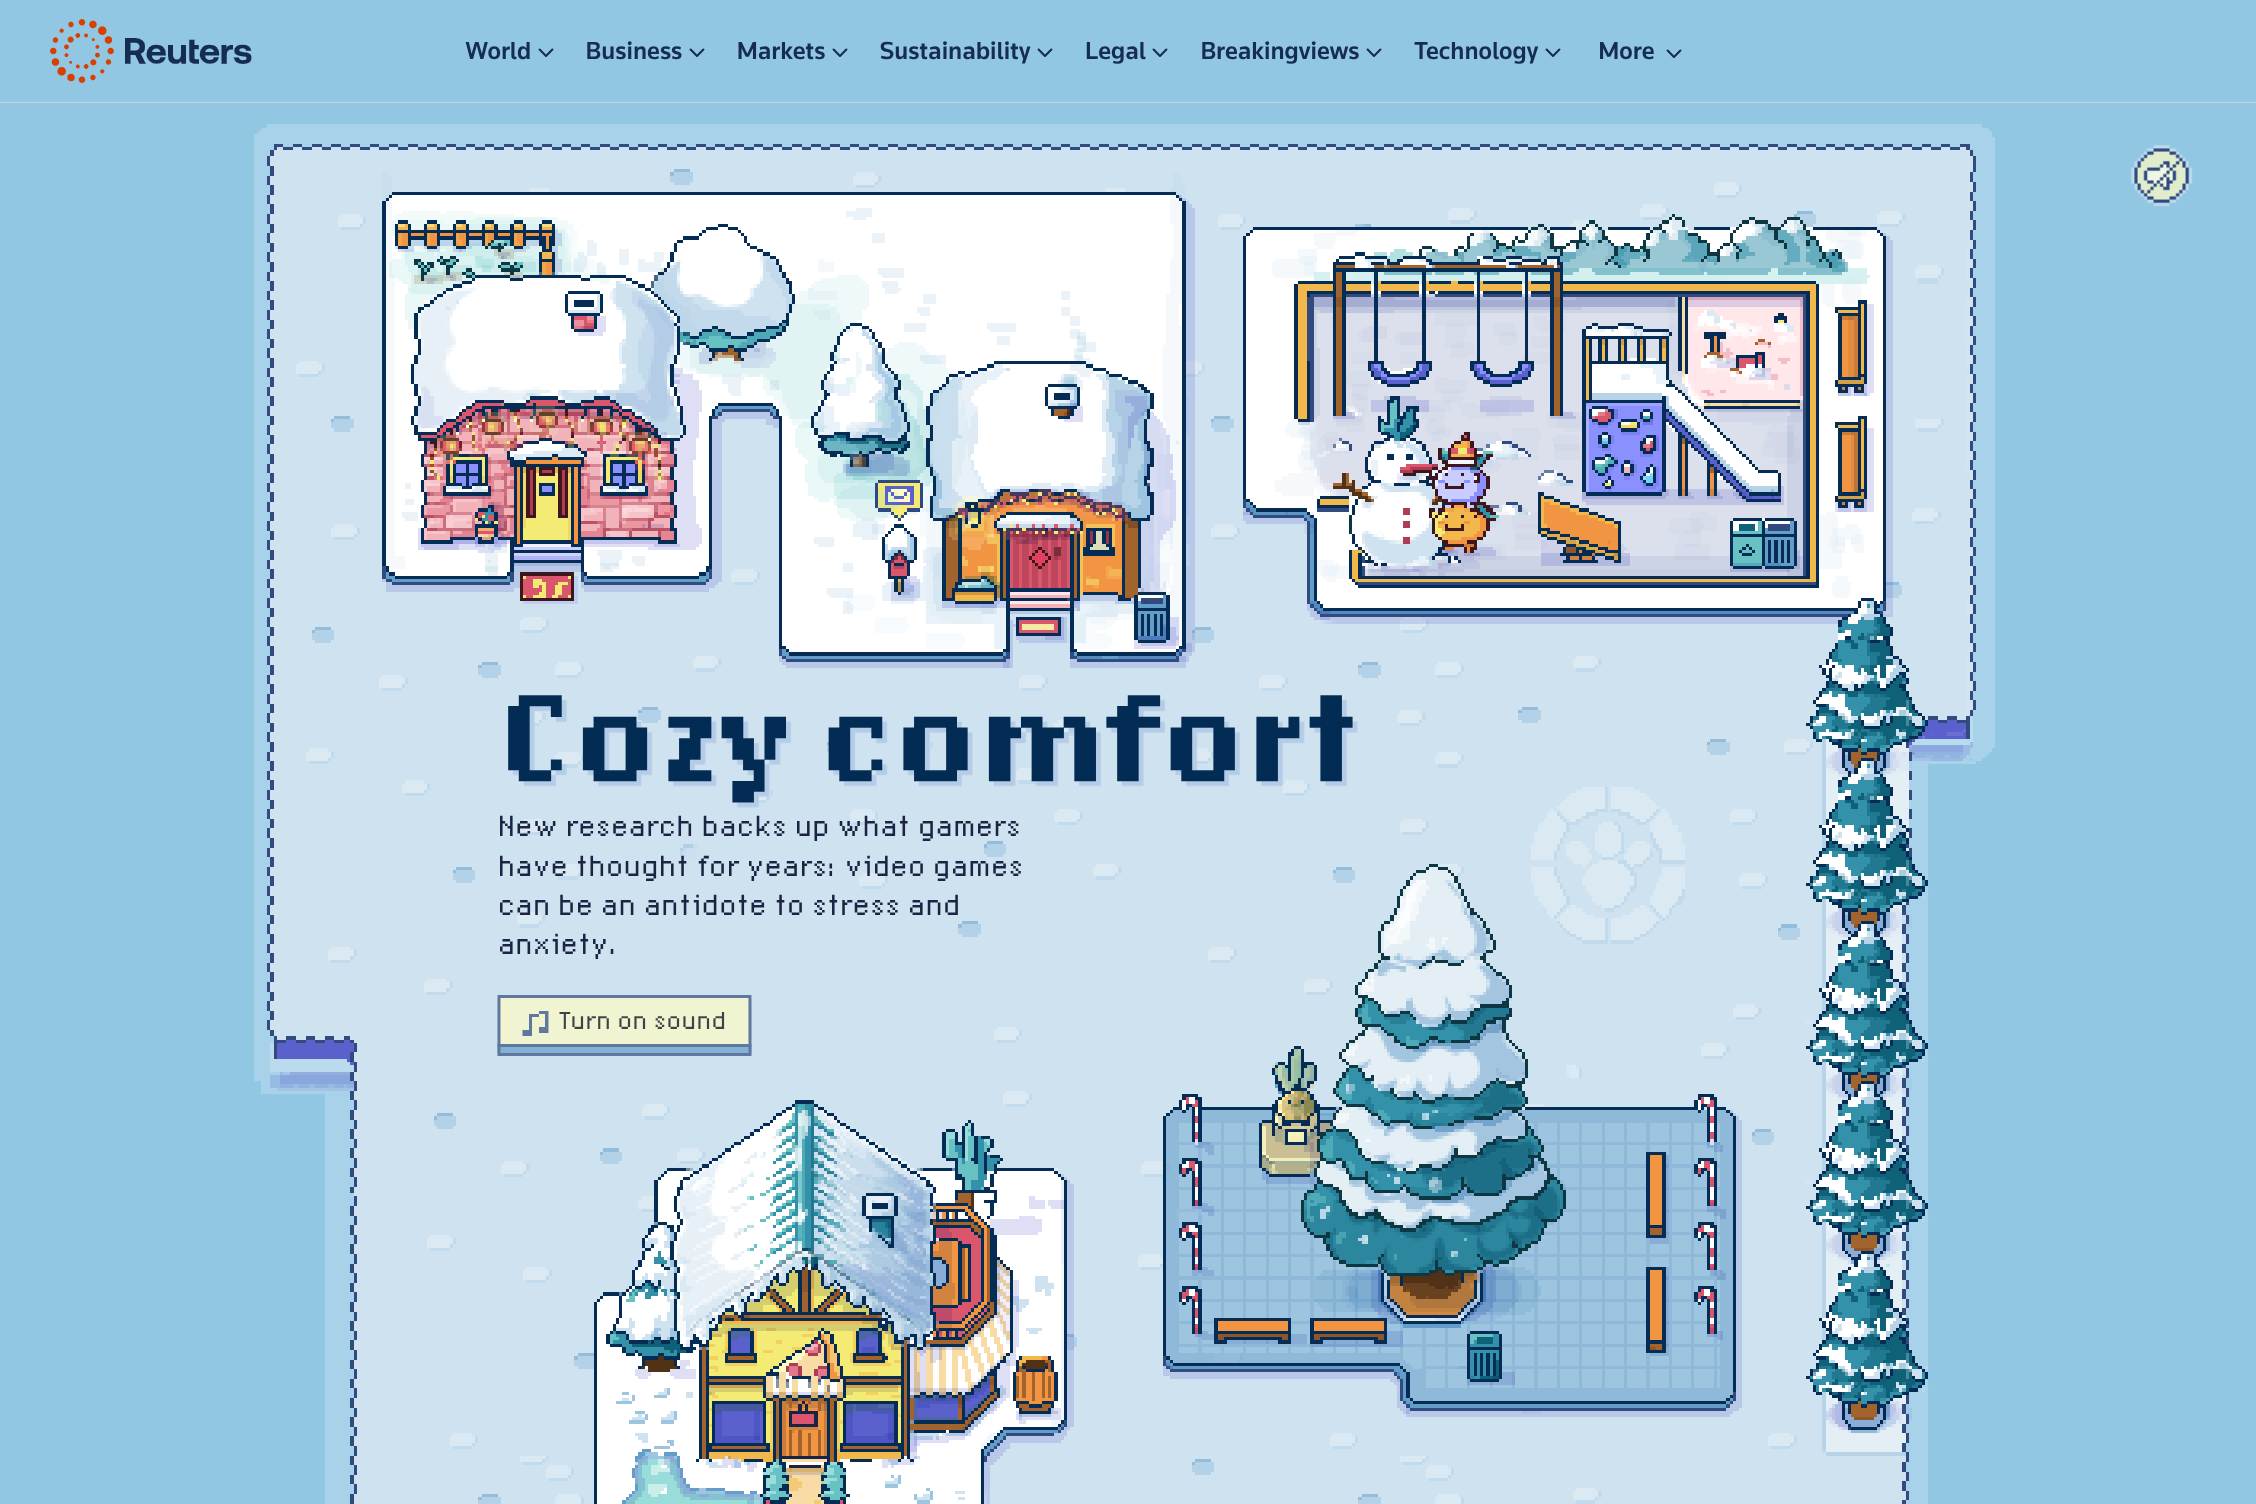 Reuters
World
Business
Markets
Sustainability
Legal
Breakingviews
Technology
More
Cozy comfort
New research backs up what gamers
have thought for years: video games
can be an antidote to stress and
anxiety.
Turn on sound